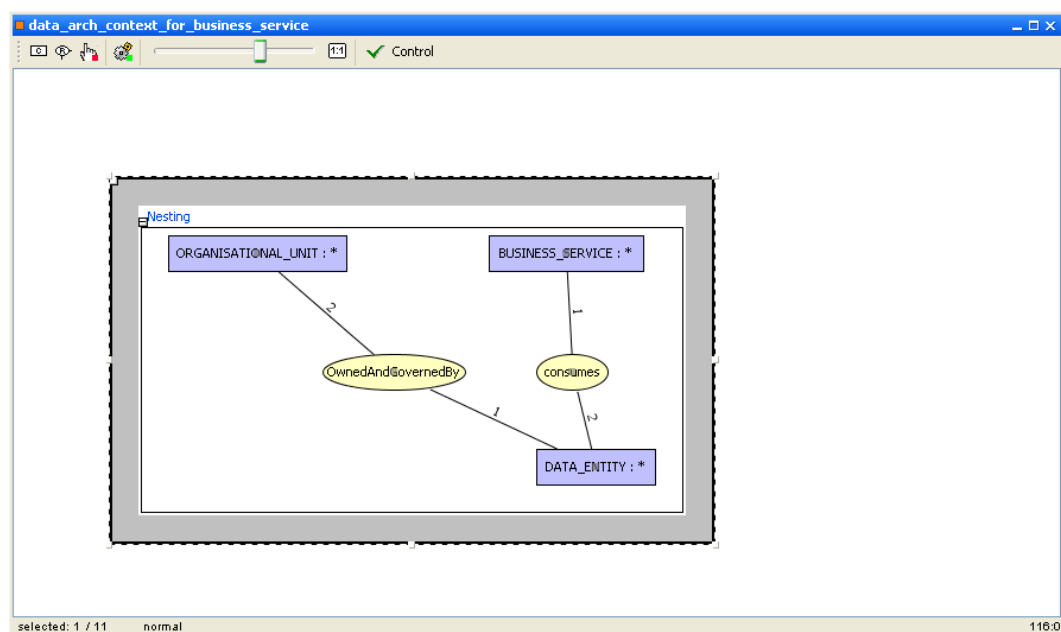 data_arch_context_for_business_service
C R 1:1 Control
Nesting
ORGANISATIONAL_UNIT : * BUSINESS_SERVICE : *
2 1
OwnedAndGovernedBy consumes
1 2
DATA_ENTITY : *
selected: 1 / 11 normal 116:0